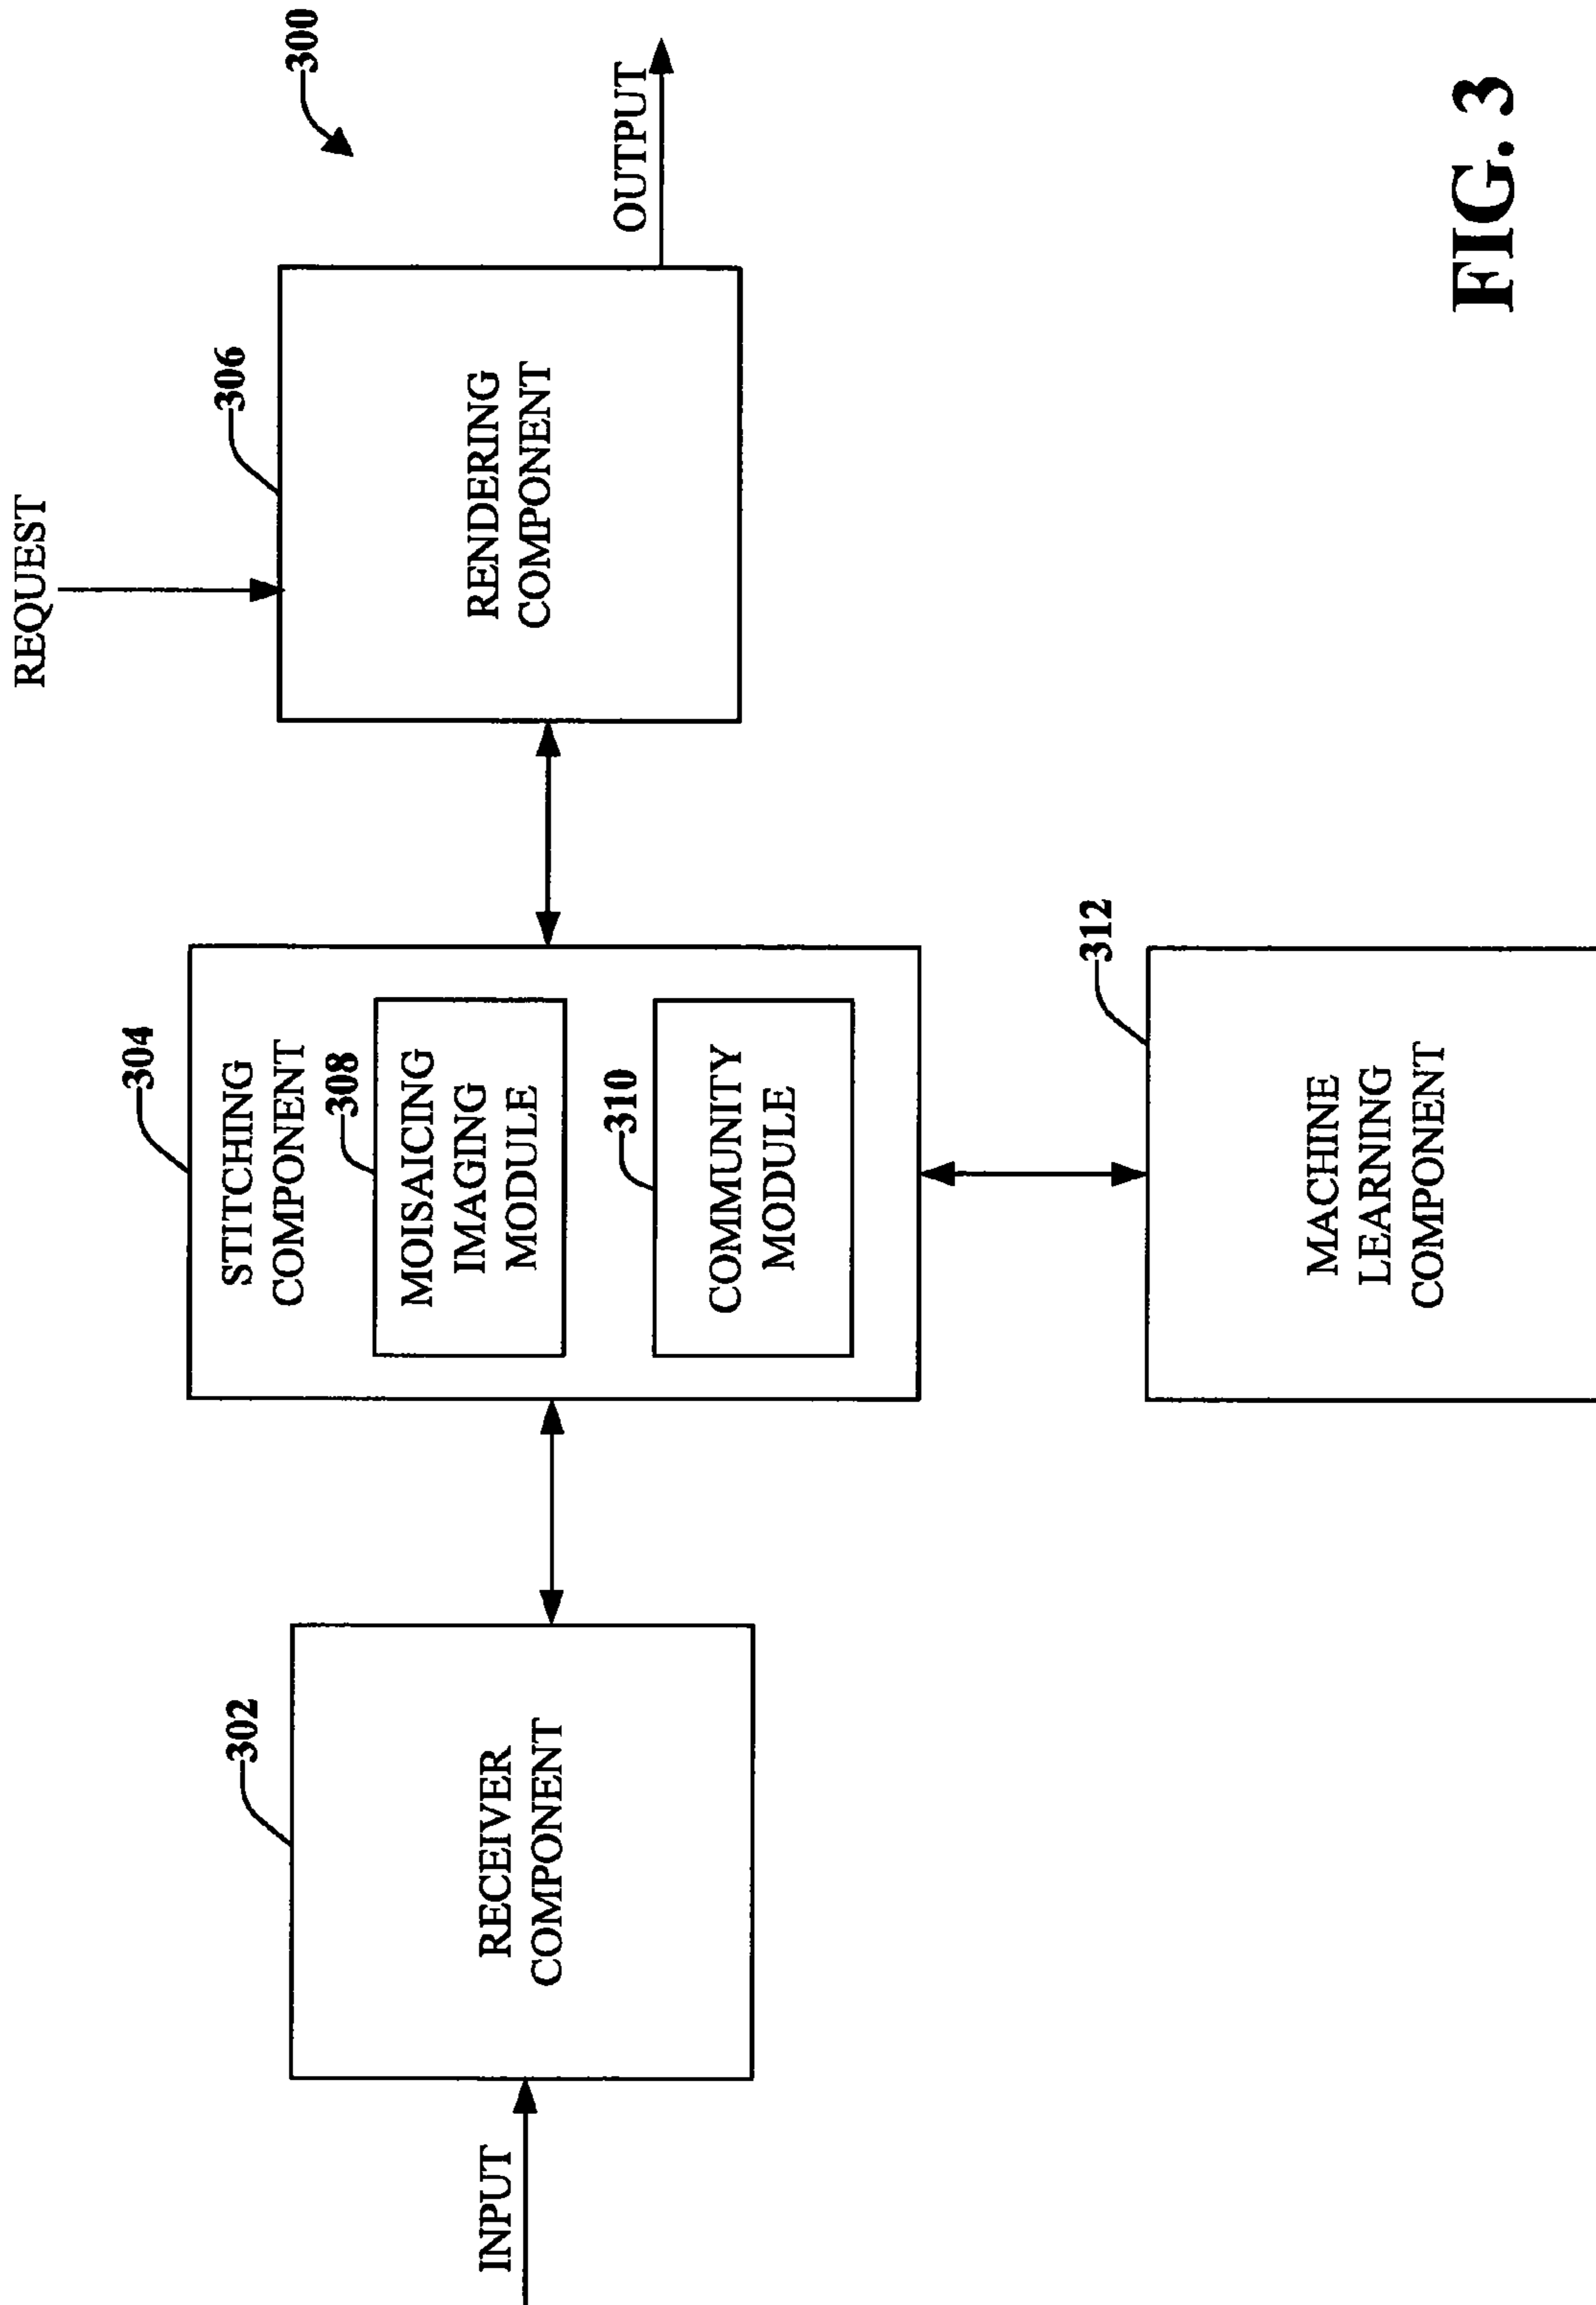 REQUEST
300
306
RENDERING
COMPONENT
OUTPUT
304
STITCHING
COMPONENT
308
MOISAICING
IMAGING
MODULE
310
COMMUNITY
MODULE
302
RECEIVER
COMPONENT
INPUT
312
MACHINE
LEARNING
COMPONENT
FIG. 3